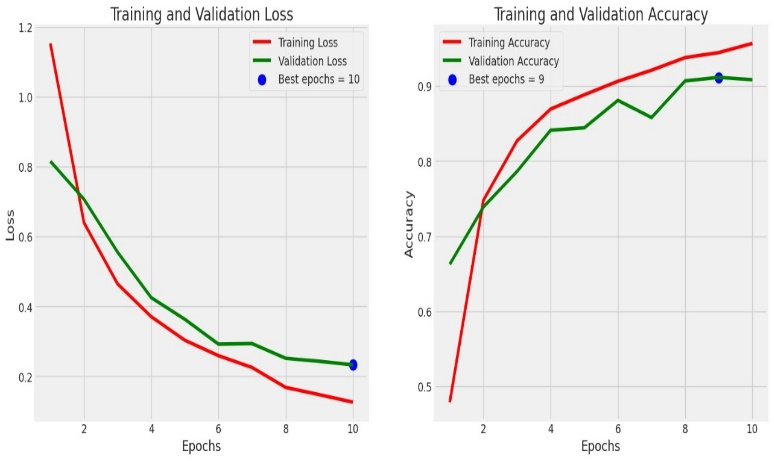 Training and Validation Loss
1.2
1.0
0.8
0.6
0.4
0.2
Loss
Training Loss
Validation Loss
Best epochs = 10
2
4
6
8
10
Epochs
Training and Validation Accuracy
0.9
0.8
0.7
0.6
0.5
Accuracy
Training Accuracy
Validation Accuracy
Best epochs = 9
2
4
6
8
10
Epochs